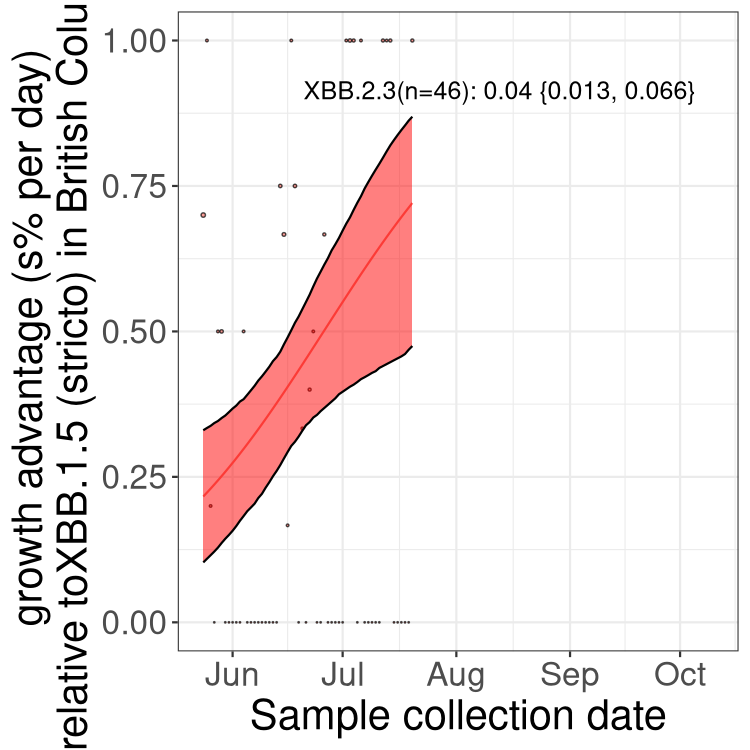 growth advantage (s% per day)
relative toXBB.1.5 (stricto) in British Colu
1.00
0.75
0.50
0.25
0.00
XBB.2.3(n=46): 0.04 {0.013, 0.066}
Jun Jul Aug Sep Oct
Sample collection date